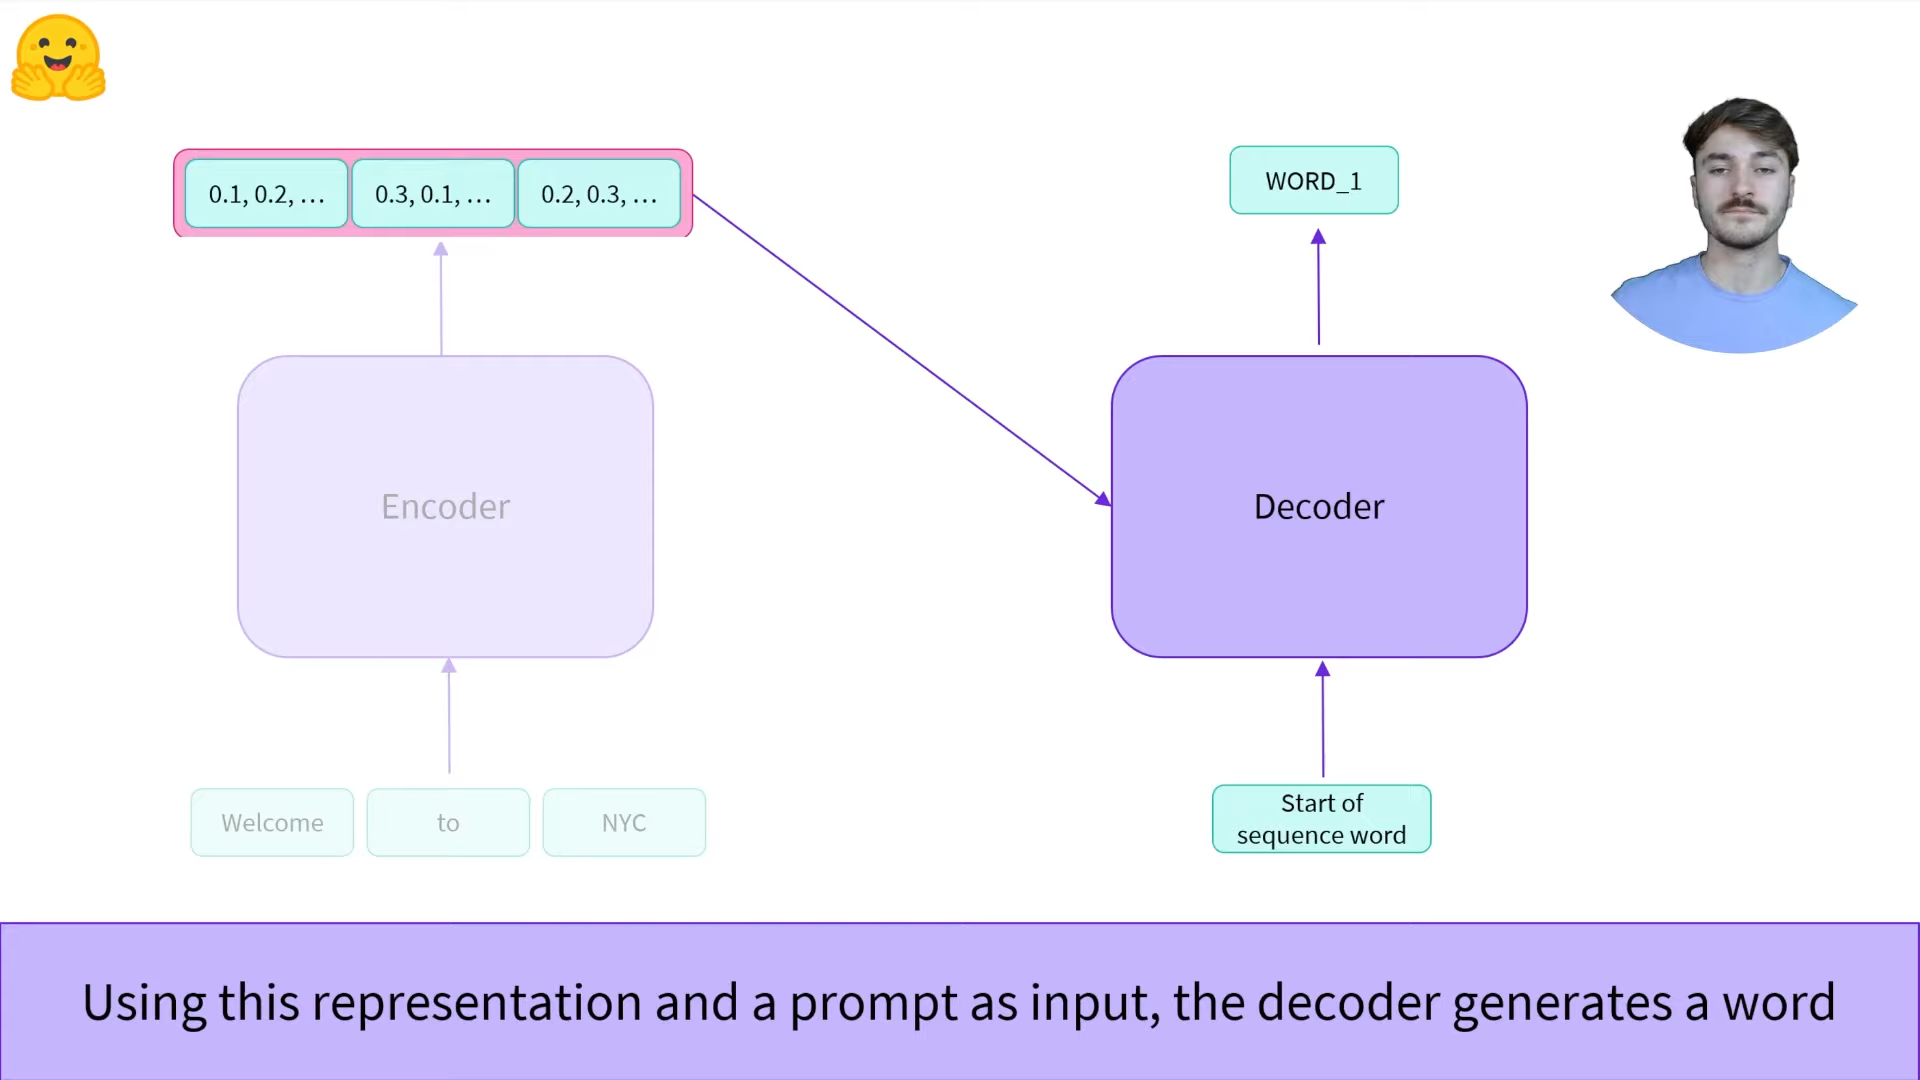 0.1, 0.2, …
0.3, 0.1, …
0.2, 0.3, …
WORD_1
Encoder
Decoder
Welcome
to
NYC
Start of
sequence word
Using this representation and a prompt as input, the decoder generates a word